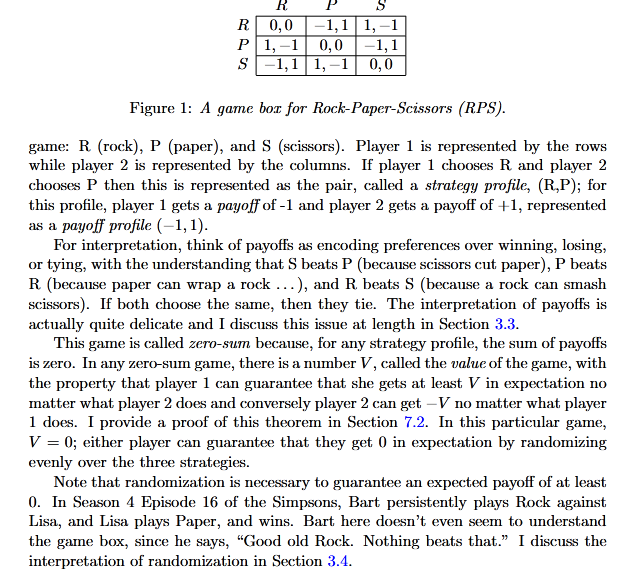 R P S
R 0,0 −1,1 1,−1
P 1,−1 0,0 −1,1
S −1,1 1,−1 0,0
Figure 1: A game box for Rock-Paper-Scissors (RPS).
game: R (rock), P (paper), and S (scissors). Player 1 is represented by the rows
while player 2 is represented by the columns. If player 1 chooses R and player 2
chooses P then this is represented as the pair, called a strategy profile, (R,P); for
this profile, player 1 gets a payoff of -1 and player 2 gets a payoff of +1, represented
as a payoff profile (−1, 1).
For interpretation, think of payoffs as encoding preferences over winning, losing,
or tying, with the understanding that S beats P (because scissors cut paper), P beats
R (because paper can wrap a rock ...), and R beats S (because a rock can smash
scissors). If both choose the same, then they tie. The interpretation of payoffs is
actually quite delicate and I discuss this issue at length in Section 3.3.
This game is called zero-sum because, for any strategy profile, the sum of payoffs
is zero. In any zero-sum game, there is a number V, called the value of the game, with
the property that player 1 can guarantee that she gets at least V in expectation no
matter what player 2 does and conversely player 2 can get −V no matter what player
1 does. I provide a proof of this theorem in Section 7.2. In this particular game,
V = 0; either player can guarantee that they get 0 in expectation by randomizing
evenly over the three strategies.
Note that randomization is necessary to guarantee an expected payoff of at least
0. In Season 4 Episode 16 of the Simpsons, Bart persistently plays Rock against
Lisa, and Lisa plays Paper, and wins. Bart here doesn't even seem to understand
the game box, since he says, "Good old Rock. Nothing beats that." I discuss the
interpretation of randomization in Section 3.4.